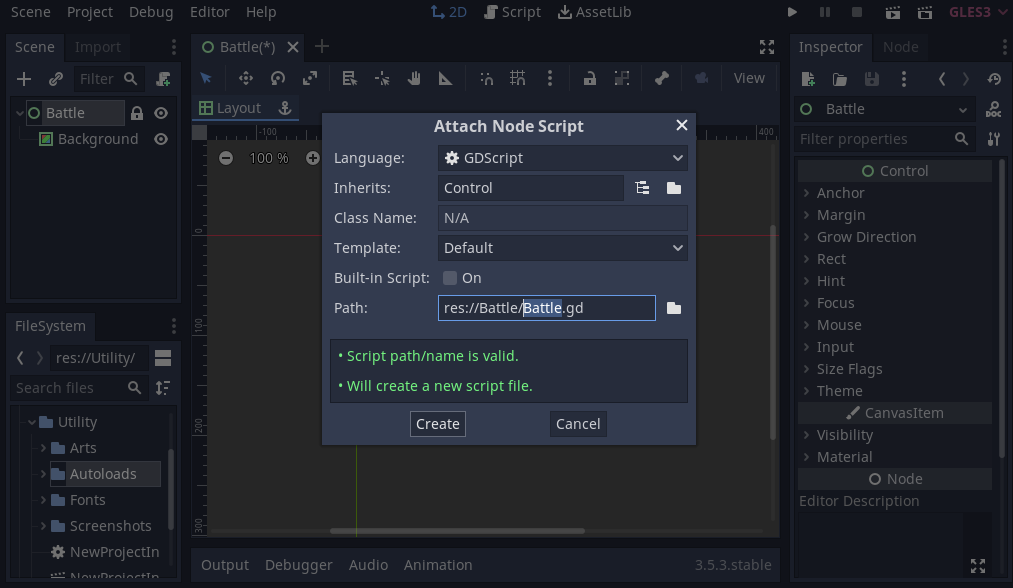 Scene Project Debug Editor Help 2D Script AssetLib GLES3
Scene Import Battle(*) Inspector Node
Filter View
Layout
Battle
Background
-100 400
100 %
Attach Node Script
Language: GDScript
Inherits: Control
Class Name: N/A
Template: Default
Built-in Script: On
Path: res://Battle/Battle.gd
• Script path/name is valid.
• Will create a new script file.
Create Cancel
0
100
200
300
FileSystem
res://Utility/
Search files
Utility
Arts
Autoloads
Fonts
Screenshots
NewProjectIn
NewProjectIn
Battle
Filter properties
Control
Anchor
Margin
Grow Direction
Rect
Hint
Focus
Mouse
Input
Size Flags
Theme
CanvasItem
Visibility
Material
Node
Editor Description
Output Debugger Audio Animation 3.5.3.stable